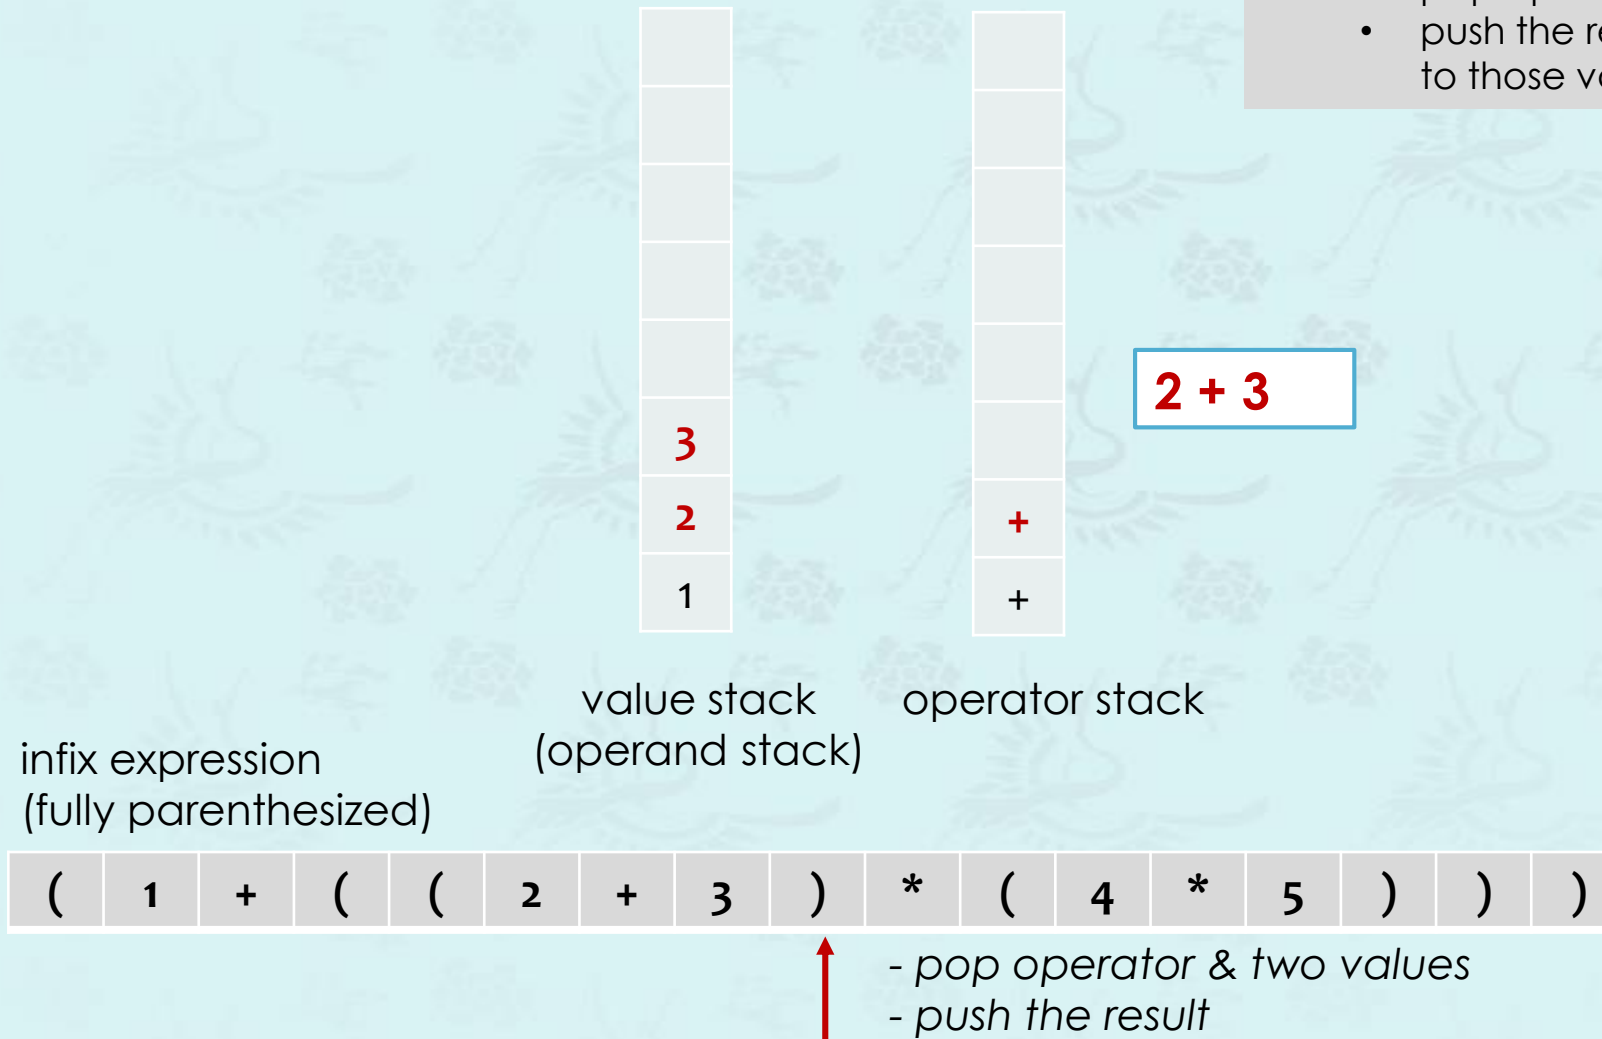 • push the re
to those v
3
2
1
+
+
2 + 3
value stack
(operand stack)
operator stack
infix expression
(fully parenthesized)
( 1 + ( ( 2 + 3 ) * ( 4 * 5 ) ) )
- pop operator & two values
- push the result